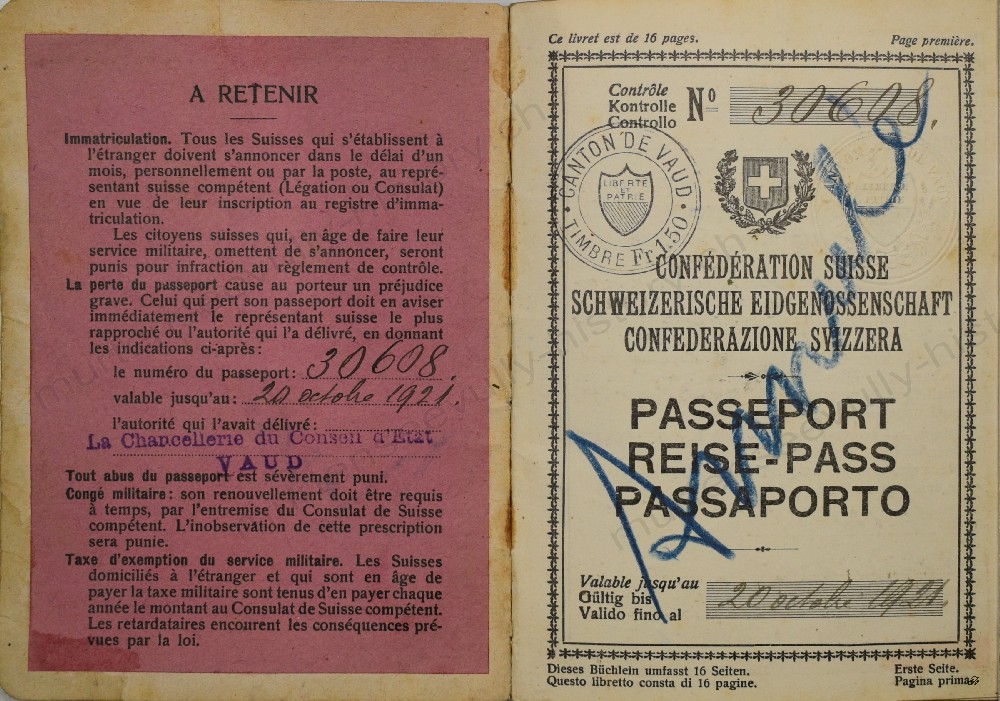 A RETENIR
Immatriculation. Tous les Suisses qui s'établissent à
l'étranger doivent s'annoncer dans le délai d'un
mois, personnellement ou par la poste, au repré-
sentant suisse compétent (Légation ou Consulat)
en vue de leur inscription au registre d'imma-
triculation.
Les citoyens suisses qui, en âge de faire leur
service militaire, omettent de s'annoncer, seront
punis pour infraction au règlement de contrôle.
La perte du passeport cause au porteur un préjudice
grave. Celui qui pert son passeport doit en aviser
immédiatement le représentant suisse le plus
rapproché ou l'autorité qui l'a délivré, en donnant
les indications ci-après :
le numéro du passeport : 30608.
valable jusqu'au : 20 octobre 1921.
l'autorité qui l'avait délivré :
La Chancellerie du Conseil d'Etat
VAUD
Tout abus du passeport est sévèrement puni.
Congé militaire : son renouvellement doit être requis
à temps, par l'entremise du Consulat de Suisse
compétent. L'inobservation de cette prescription
sera punie.
Taxe d'exemption du service militaire. Les Suisses
domiciliés à l'étranger et qui sont en âge de
payer la taxe militaire sont tenus d'en payer chaque
année le montant au Consulat de Suisse compétent.
Les retardataires encourent les conséquences pré-
vues par la loi.
Ce livret est de 16 pages.
Page première.
Contrôle
Kontrolle
Controllo
No 30608.
CANTON DE VAUD
LIBERTÉ
ET
PATRIE
TIMBRE Fr 1.50
CONFÉDÉRATION SUISSE
SCHWEIZERISCHE EIDGENOSSENSCHAFT
CONFEDERAZIONE SVIZZERA
Annulé
PASSEPORT
REISE-PASS
PASSAPORTO
Valable jusqu'au
Gültig bis
Valido fino al
20 octobre 1921.
Dieses Büchlein umfasst 16 Seiten.
Questo libretto consta di 16 pagine.
Erste Seite.
Pagina prima.